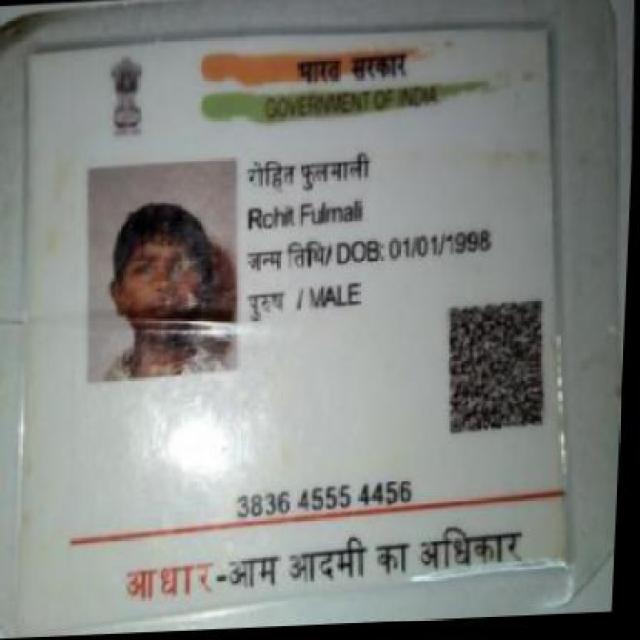 भारत सरकार
GOVERNMENT OF INDIA
रोहित फुलमाली
Rohit Fulmali
जन्म तिथि/ DOB: 01/01/1998
पुरुष / MALE
3836 4555 4456
आधार-आम आदमी का अधिकार